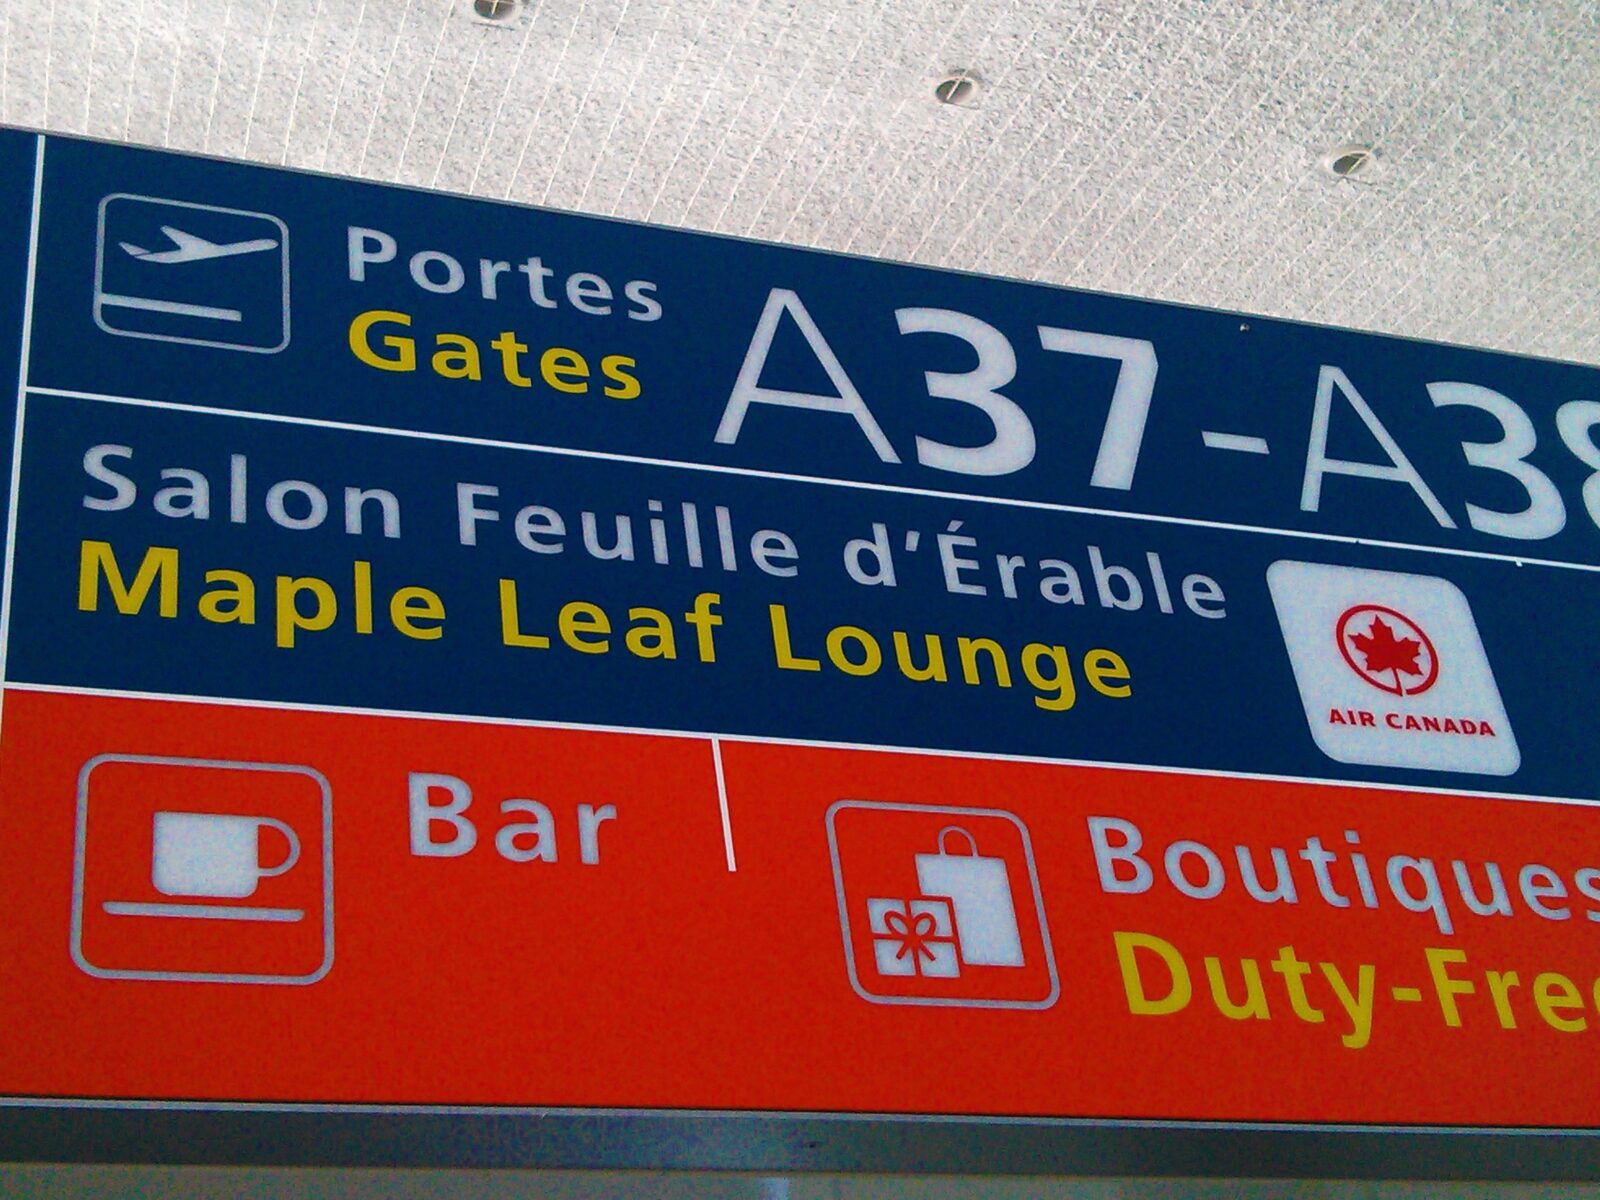 Portes
Gates
A37-A38
Salon Feuille d'Érable
Maple Leaf Lounge
AIR CANADA
Bar
Boutiques
Duty-Free